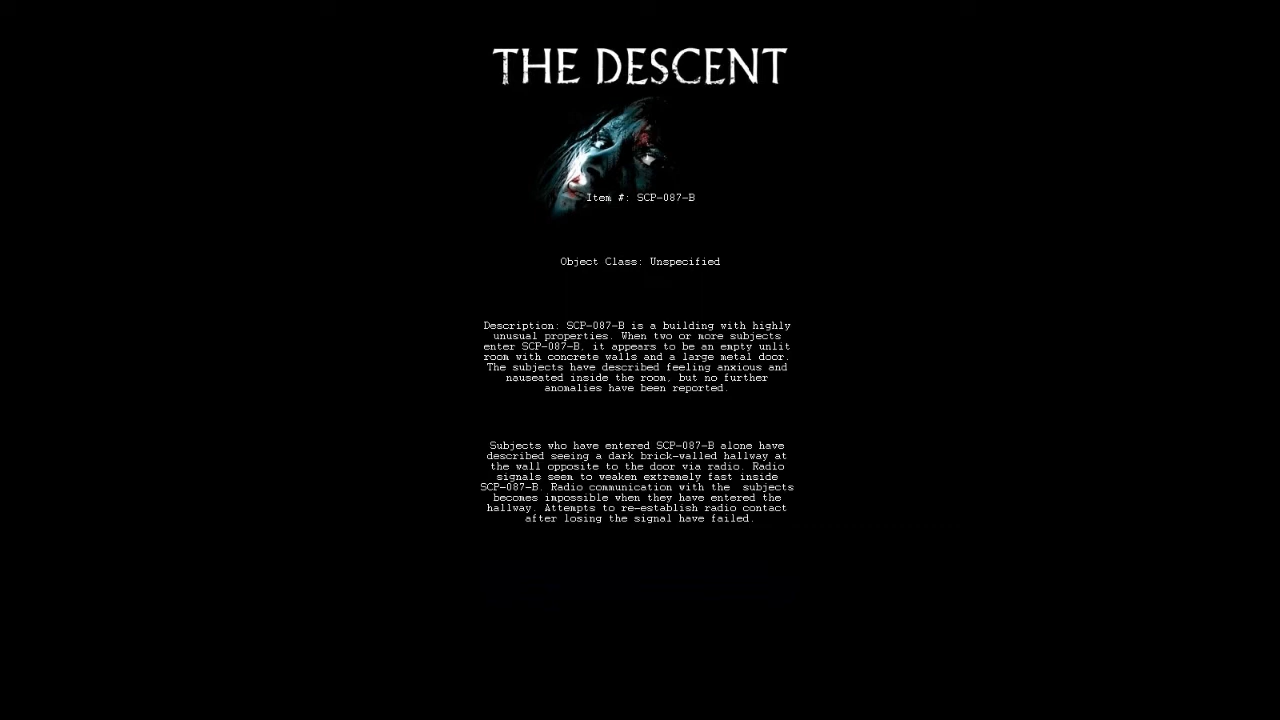 THE DESCENT
Item #: SCP-087-B
Object Class: Unspecified
Description: SCP-087-B is a building with highly
unusual properties. When two or more subjects
enter SCP-087-B, it appears to be an empty unlit
room with concrete walls and a large metal door.
The subjects have described feeling anxious and
nauseated inside the room, but no further
anomalies have been reported.
Subjects who have entered SCP-087-B alone have
described seeing a dark brick-walled hallway at
the wall opposite to the door via radio. Radio
signals seem to weaken extremely fast inside
SCP-087-B. Radio communication with the  subjects
becomes impossible when they have entered the
hallway. Attempts to re-establish radio contact
after losing the signal have failed.